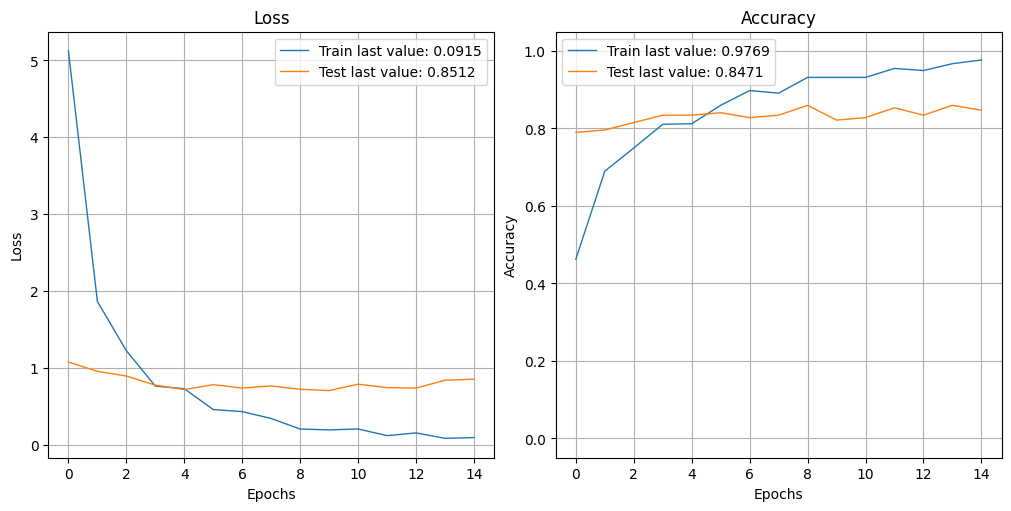 Loss
Train last value: 0.0915
Test last value: 0.8512
5
4
3
2
1
0
Loss
0 2 4 6 8 10 12 14
Epochs
Accuracy
Train last value: 0.9769
Test last value: 0.8471
1.0
0.8
0.6
0.4
0.2
0.0
Accuracy
0 2 4 6 8 10 12 14
Epochs